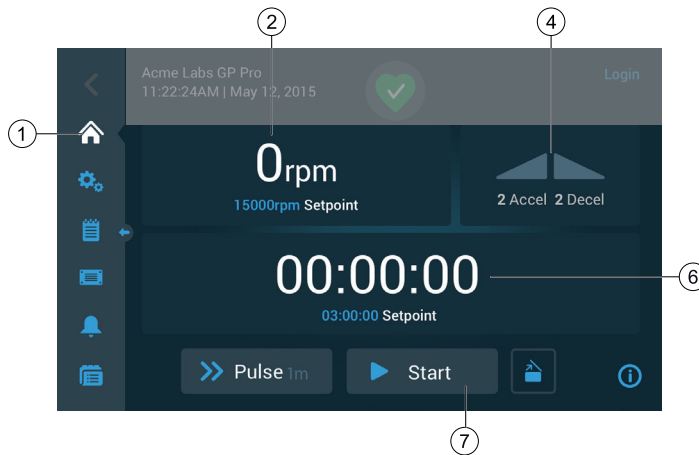 2
4
Acme Labs GP Pro
11:22:24AM | May 12, 2015
Login
1
0rpm
15000rpm Setpoint
2 Accel 2 Decel
00:00:00
6
03:00:00 Setpoint
Pulse 1m
Start
7